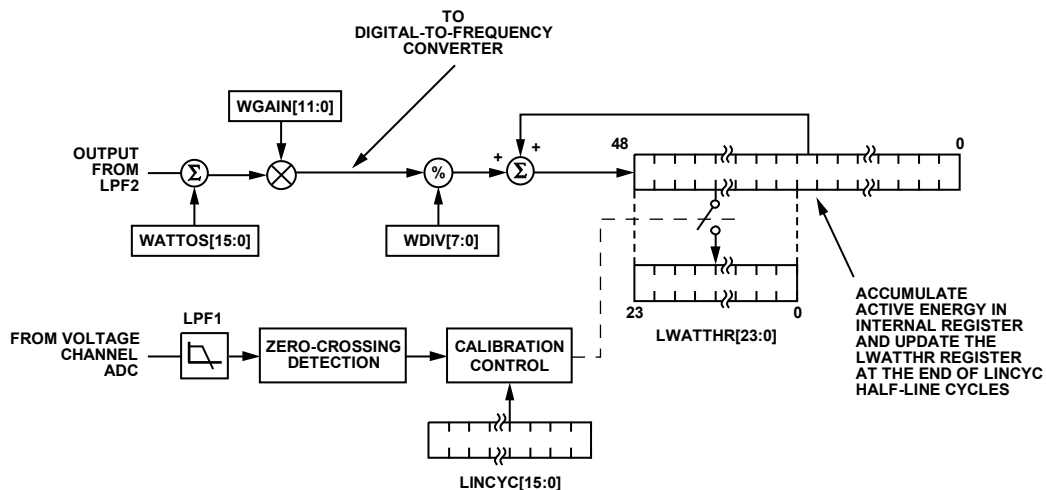 TO
DIGITAL-TO-FREQUENCY
CONVERTER
WGAIN[11:0]
OUTPUT
FROM
LPF2
Σ
%
+
+
Σ
48
0
WATTOS[15:0]
WDIV[7:0]
23
0
LWATTHR[23:0]
ACCUMULATE
ACTIVE ENERGY IN
INTERNAL REGISTER
AND UPDATE THE
LWATTHR REGISTER
AT THE END OF LINCYC
HALF-LINE CYCLES
FROM VOLTAGE
CHANNEL
ADC
LPF1
ZERO-CROSSING
DETECTION
CALIBRATION
CONTROL
LINCYC[15:0]